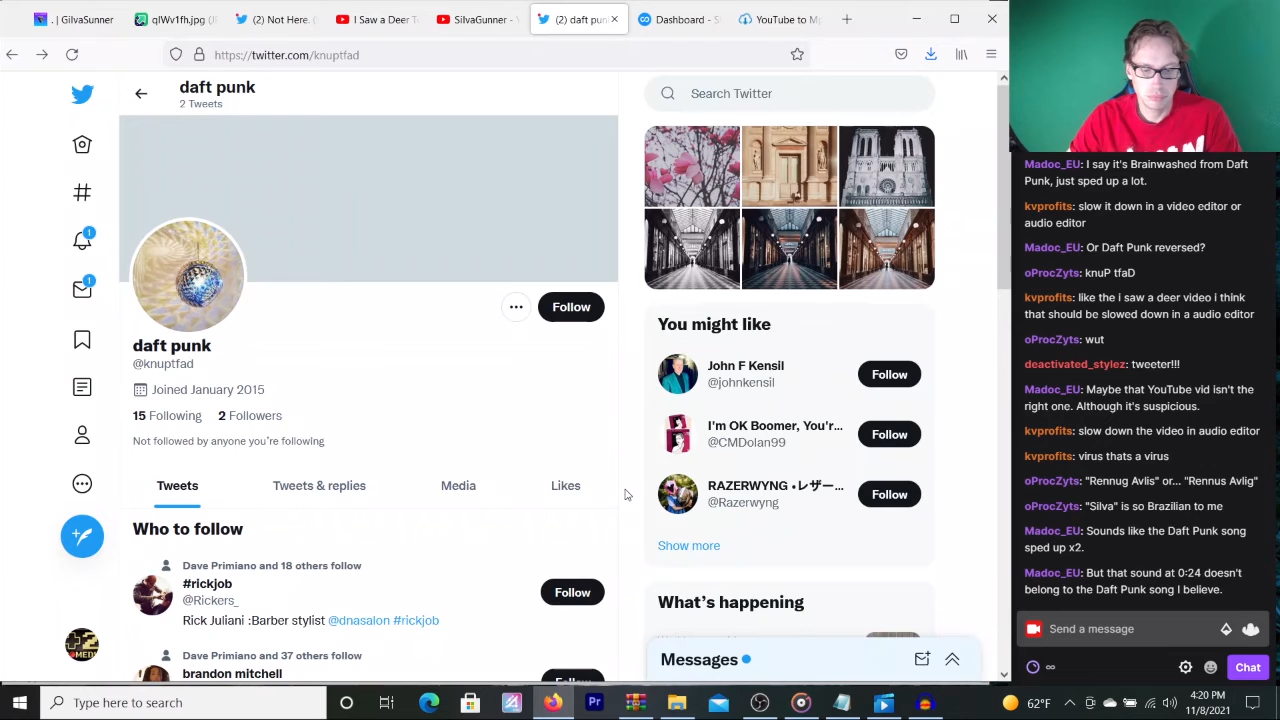 . | GilvaSunner
qIWv1fh.jpg
(2) Not Here. (
I Saw a Deer T
SilvaGunner - Y
(2) daft pun
Dashboard - S
YouTube to Mp
https://twitter.com/knuptfad
daft punk
2 Tweets
Search Twitter
1
1
Follow
daft punk
@knuptfad
Joined January 2015
15 Following 2 Followers
Not followed by anyone you're following
Tweets Tweets & replies Media Likes
Who to follow
Dave Primiano and 18 others follow
#rickjob
@Rickers_
Follow
Rick Juliani :Barber stylist @dnasalon #rickjob
Dave Primiano and 37 others follow
brandon mitchell
Follow
You might like
John F Kensil
@johnkensil
Follow
I'm OK Boomer, You'r...
@CMDolan99
Follow
RAZERWYNG •レザー...
@Razerwyng
Follow
Show more
What's happening
Messages
Madoc_EU: I say it's Brainwashed from Daft
Punk, just sped up a lot.
kvprofits: slow it down in a video editor or
audio editor
Madoc_EU: Or Daft Punk reversed?
oProcZyts: knuP tfaD
kvprofits: like the i saw a deer video i think
that should be slowed down in a audio editor
oProcZyts: wut
deactivated_stylez: tweeter!!!
Madoc_EU: Maybe that YouTube vid isn't the
right one. Although it's suspicious.
kvprofits: slow down the video in audio editor
kvprofits: virus thats a virus
oProcZyts: "Rennug Avlis" or... "Rennus Avlig"
oProcZyts: "Silva" is so Brazilian to me
Madoc_EU: Sounds like the Daft Punk song
sped up x2.
Madoc_EU: But that sound at 0:24 doesn't
belong to the Daft Punk song I believe.
Send a message
∞
Chat
Type here to search
Pr
62°F
4:20 PM
11/8/2021